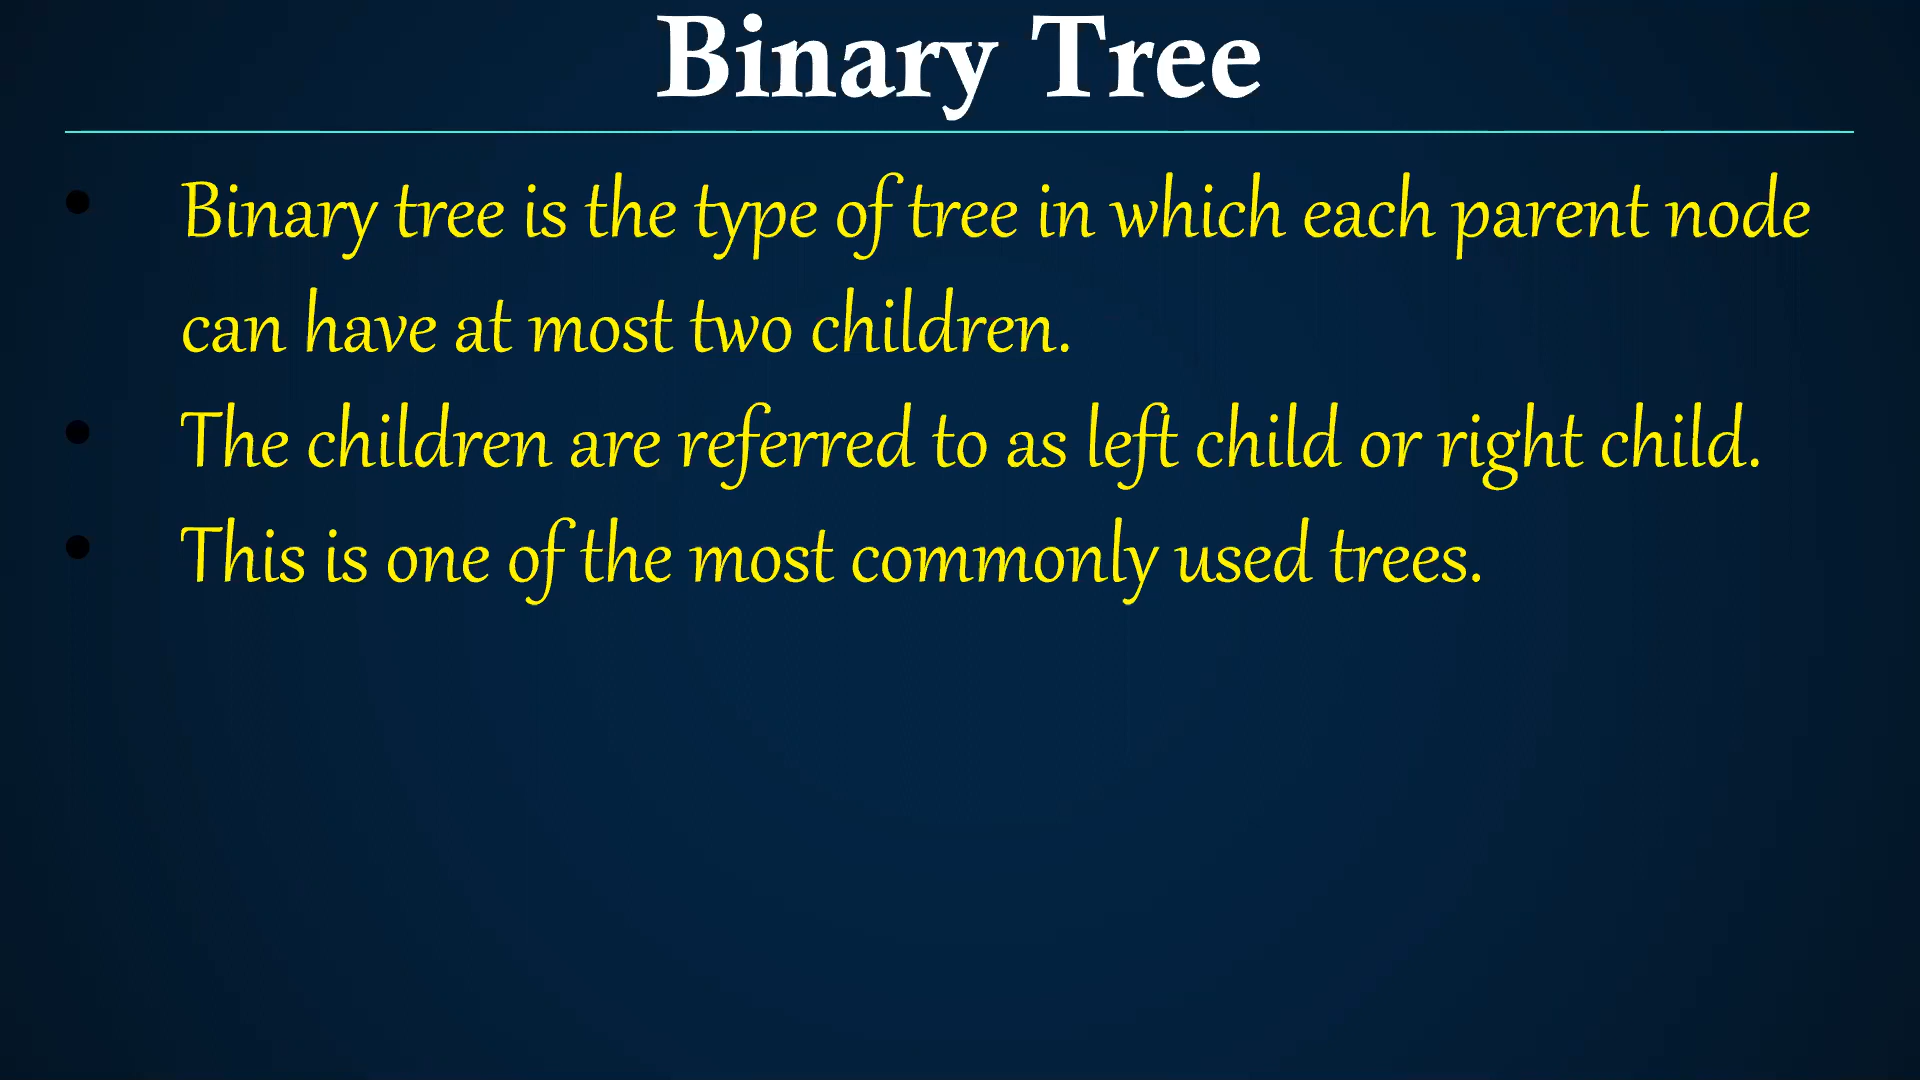 Binary Tree
• Binary tree is the type of tree in which each parent node
can have at most two children.
• The children are referred to as left child or right child.
• This is one of the most commonly used trees.